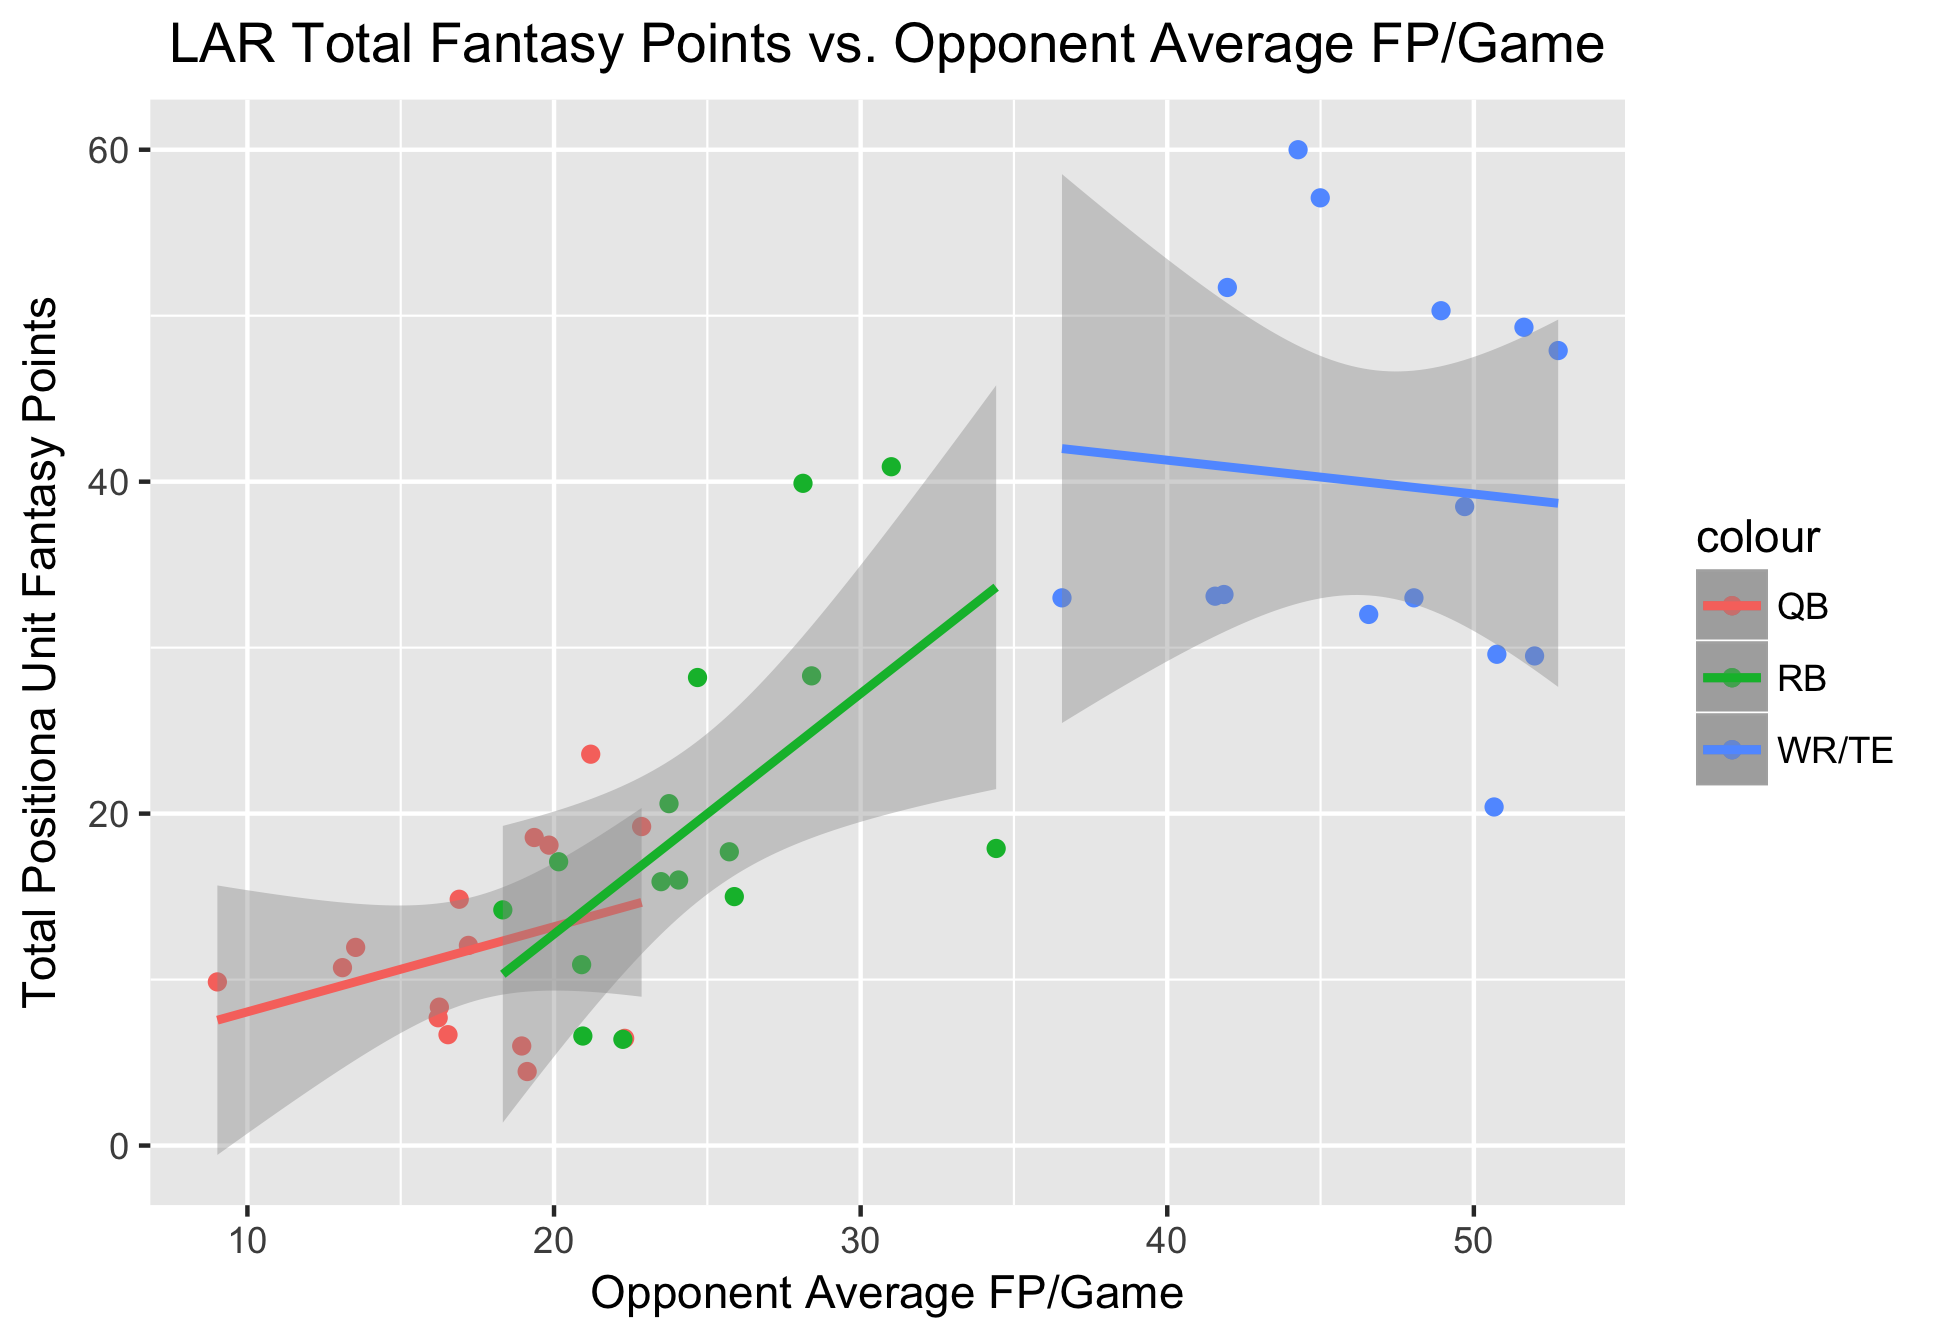 LAR Total Fantasy Points vs. Opponent Average FP/Game
Total Positiona Unit Fantasy Points
60
40
20
0
10 20 30 40 50
Opponent Average FP/Game
colour
QB
RB
WR/TE